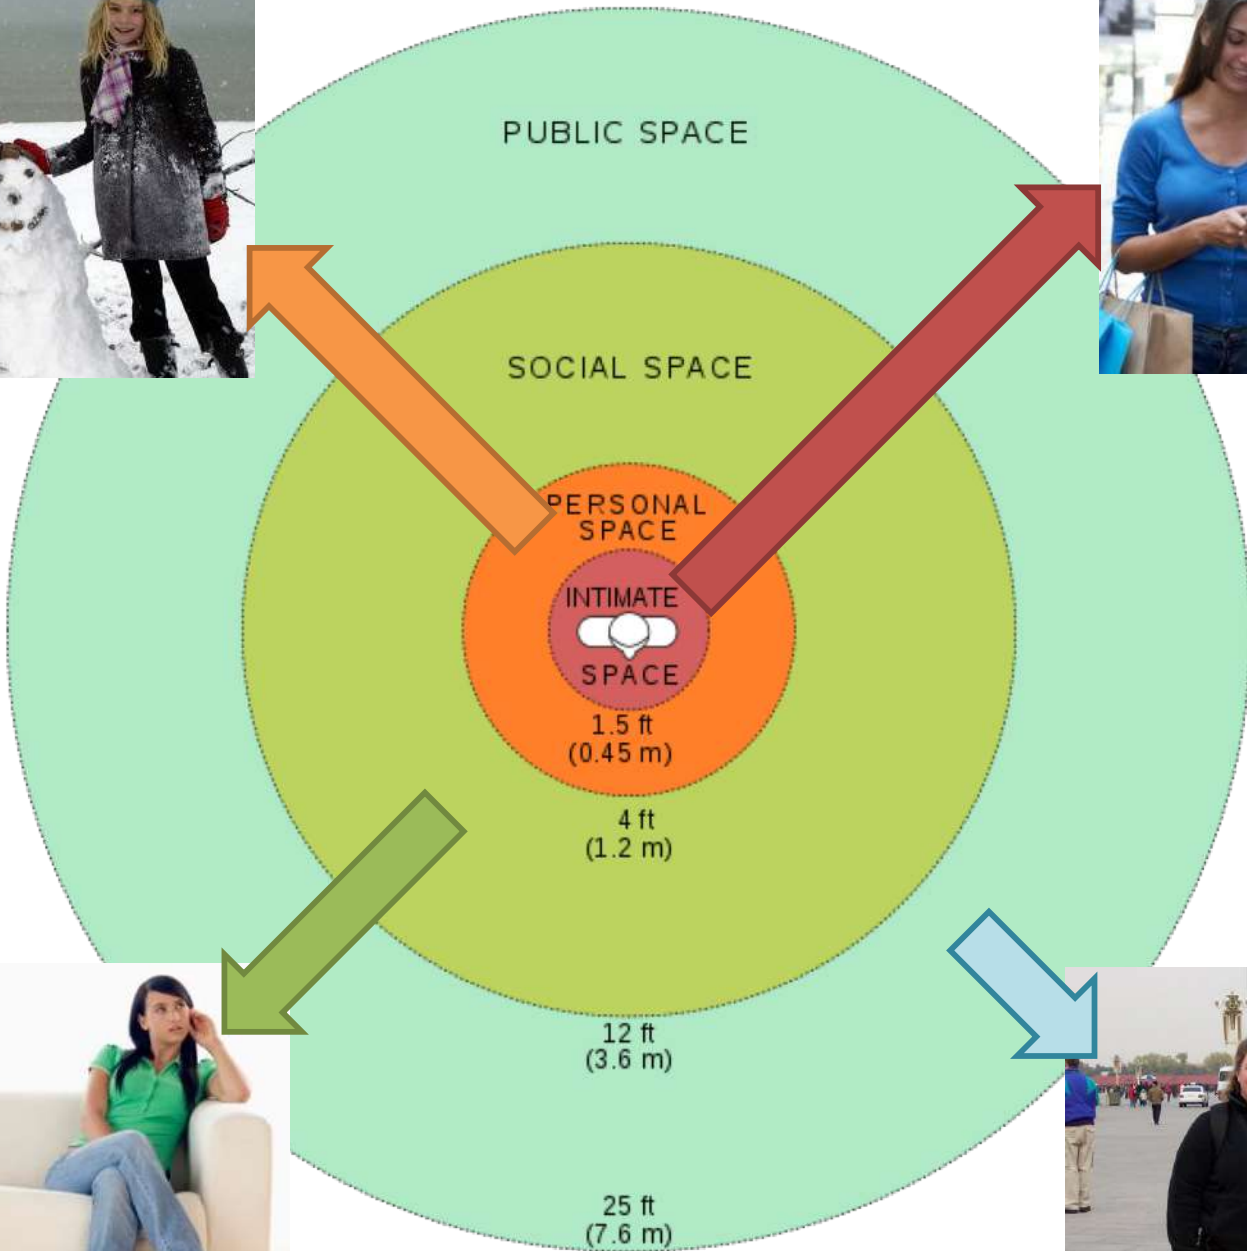 PUBLIC SPACE
SOCIAL SPACE
PERSONAL
SPACE
INTIMATE
SPACE
1.5 ft
(0.45 m)
4 ft
(1.2 m)
12 ft
(3.6 m)
25 ft
(7.6 m)